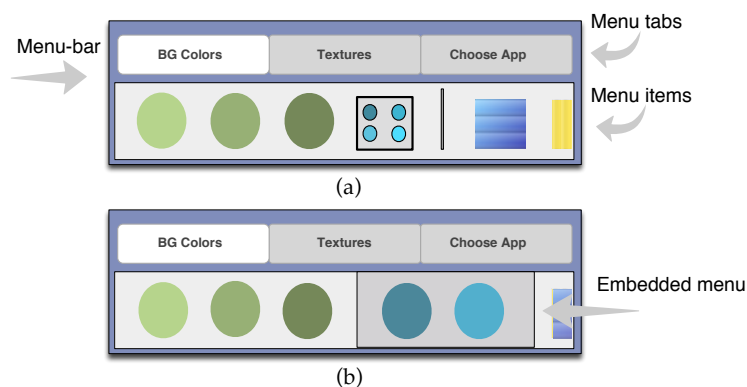 Menu tabs
Menu-bar
BG Colors Textures Choose App
Menu items
(a)
BG Colors Textures Choose App
Embedded menu
(b)